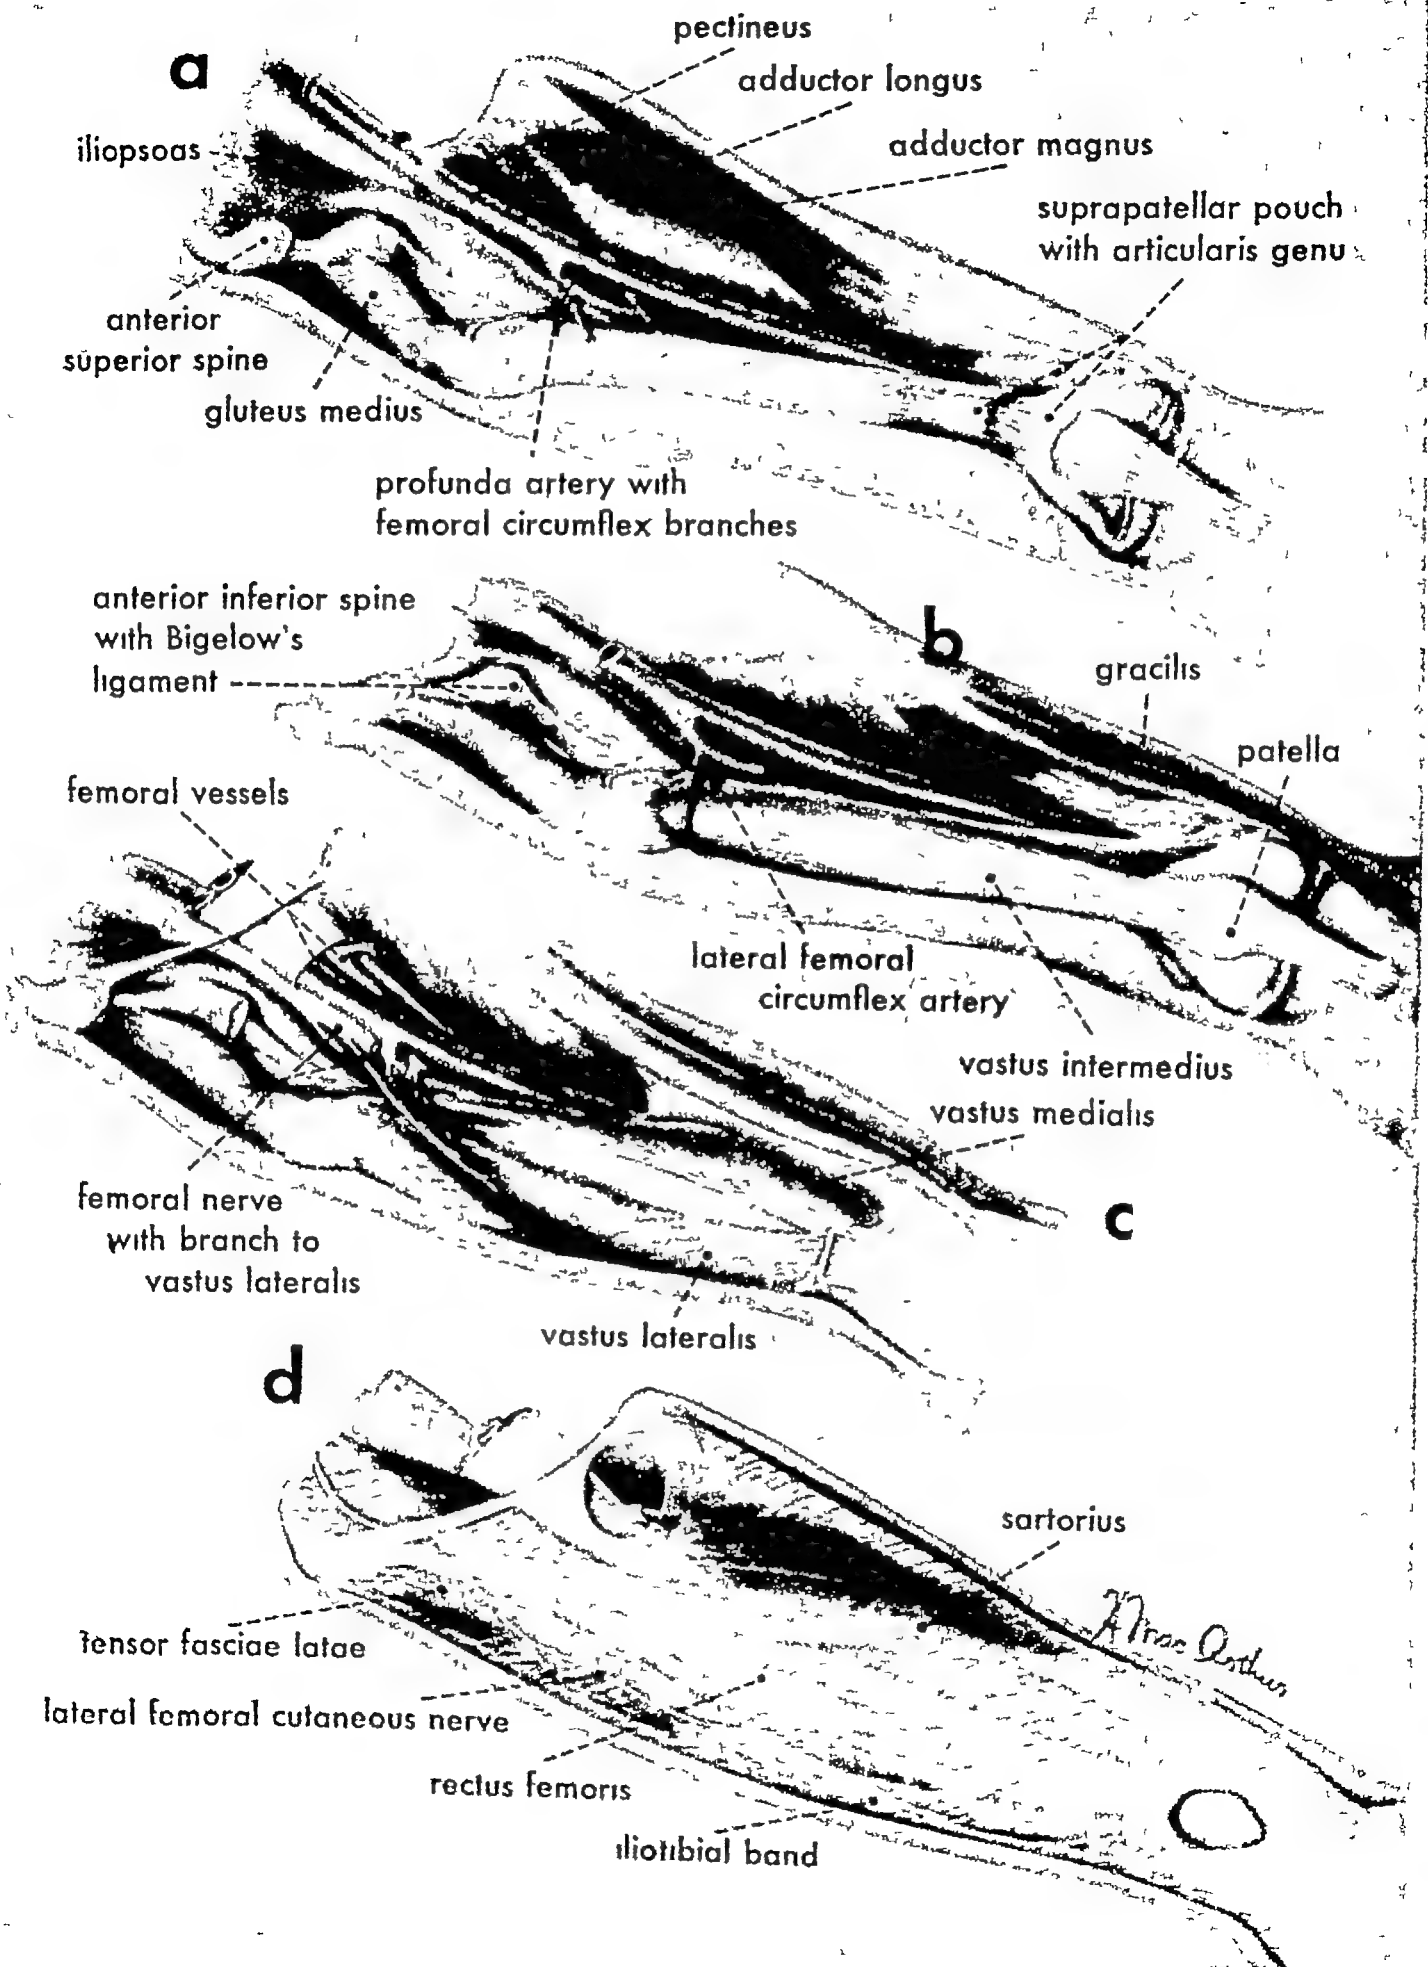 a
pectineus
adductor longus
adductor magnus
iliopsoas
suprapatellar pouch
with articularis genu
anterior
superior spine
gluteus medius
profunda artery with
femoral circumflex branches
anterior inferior spine
with Bigelow's
ligament
b
gracilis
patella
femoral vessels
lateral femoral
circumflex artery
vastus intermedius
vastus medialis
femoral nerve
with branch to
vastus lateralis
c
vastus lateralis
d
sartorius
tensor fasciae latae
lateral femoral cutaneous nerve
rectus femoris
iliotibial band